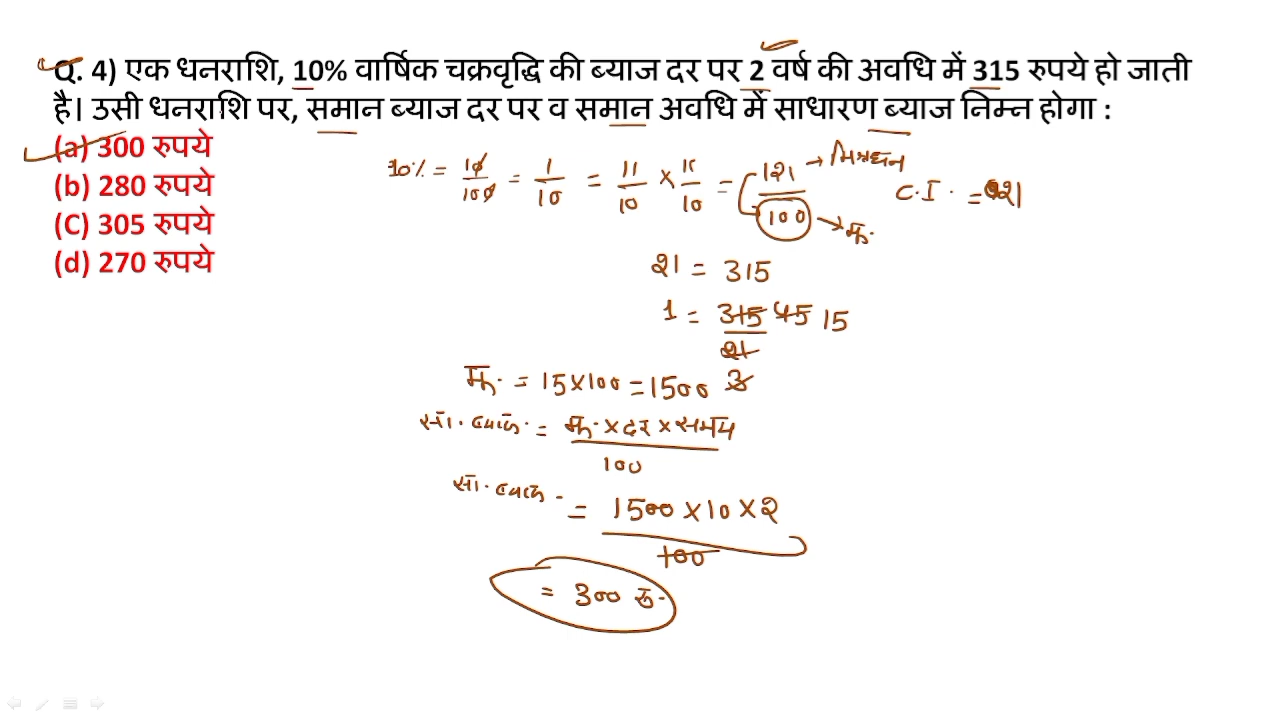 Q. 4) एक धनराशि, 10% वार्षिक चक्रवृद्धि की ब्याज दर पर 2 वर्ष की अवधि में 315 रुपये हो जाती
है। उसी धनराशि पर, समान ब्याज दर पर व समान अवधि में साधारण ब्याज निम्न होगा :
(a) 300 रुपये
(b) 280 रुपये
(C) 305 रुपये
(d) 270 रुपये
10% = 10/100 = 1/10 = 11/10 × 11/10 = 121/100 → मिश्रधन
C.I. = 21
→ मू.
21 = 315
1 = 315/21 45 15
3
मू. = 15×100 = 1500
सा. ब्याज. = मू. × दर × समय / 100
सा. ब्याज = 1500 × 10 × 2 / 100
= 300 रु.